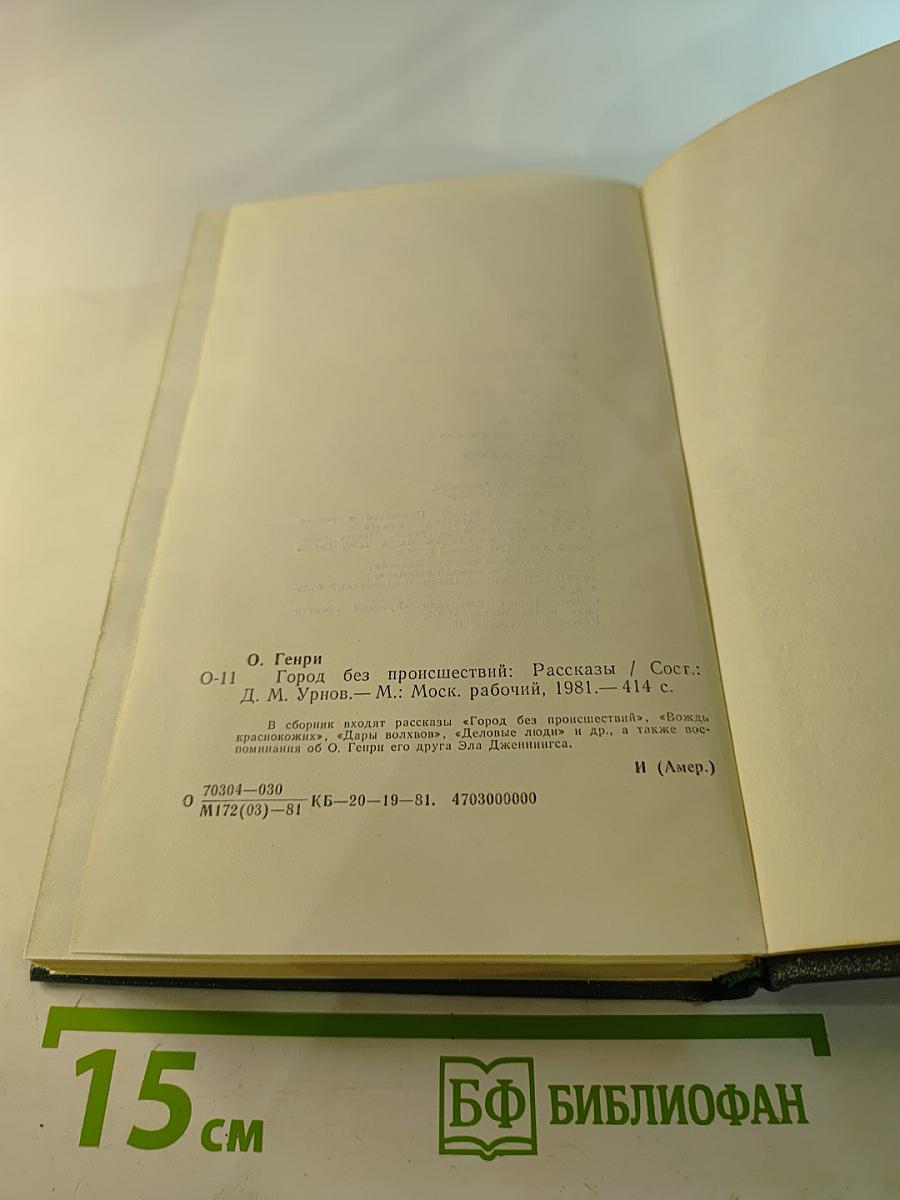 О. Генри
О-11 Город без происшествий: Рассказы / Сост.:
Д. М. Урнов.— М.: Моск. рабочий, 1981.— 414 с.
В сборник входят рассказы «Город без происшествий», «Вождь
краснокожих», «Дары волхвов», «Деловые люди» и др., а также вос-
поминания об О. Генри его друга Эла Дженнингса.
И (Амер.)
О 70304—030
М172(03)—81 КБ—20—19—81. 4703000000
15 см
БФ БИБЛИОФАН